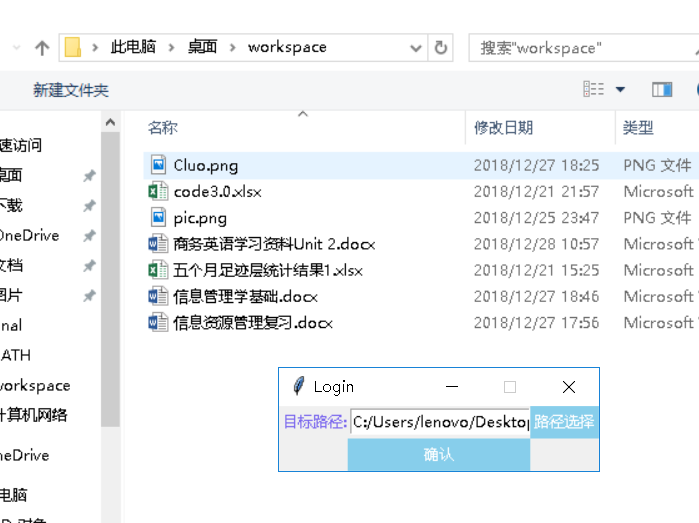 此电脑 > 桌面 > workspace 搜索"workspace"
新建文件夹
名称 修改日期 类型
速访问
桌面
下载
OneDrive
文档
图片
nal
ATH
workspace
计算机网络
neDrive
电脑
Cluo.png 2018/12/27 18:25 PNG 文件
code3.0.xlsx 2018/12/21 21:57 Microsoft
pic.png 2018/12/25 23:47 PNG 文件
商务英语学习资料Unit 2.docx 2018/12/28 10:57 Microsoft
五个月足迹层统计结果1.xlsx 2018/12/21 15:25 Microsoft
信息管理学基础.docx 2018/12/27 18:46 Microsoft
信息资源管理复习.docx 2018/12/27 17:56 Microsoft
Login
目标路径: C:/Users/lenovo/Desktop 路径选择
确认